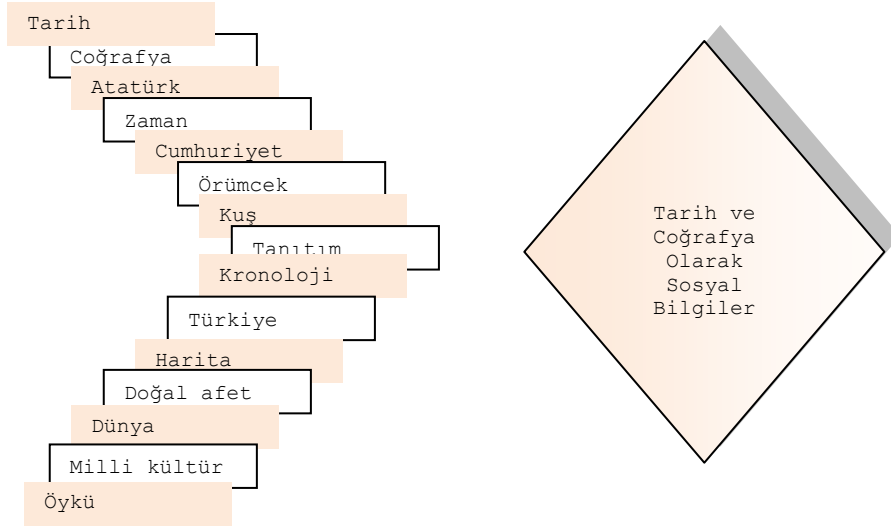 Tarih
Coğrafya
Atatürk
Zaman
Cumhuriyet
Örümcek
Kuş
Tanıtım
Kronoloji
Türkiye
Harita
Doğal afet
Dünya
Milli kültür
Öykü
Tarih ve
Coğrafya
Olarak
Sosyal
Bilgiler